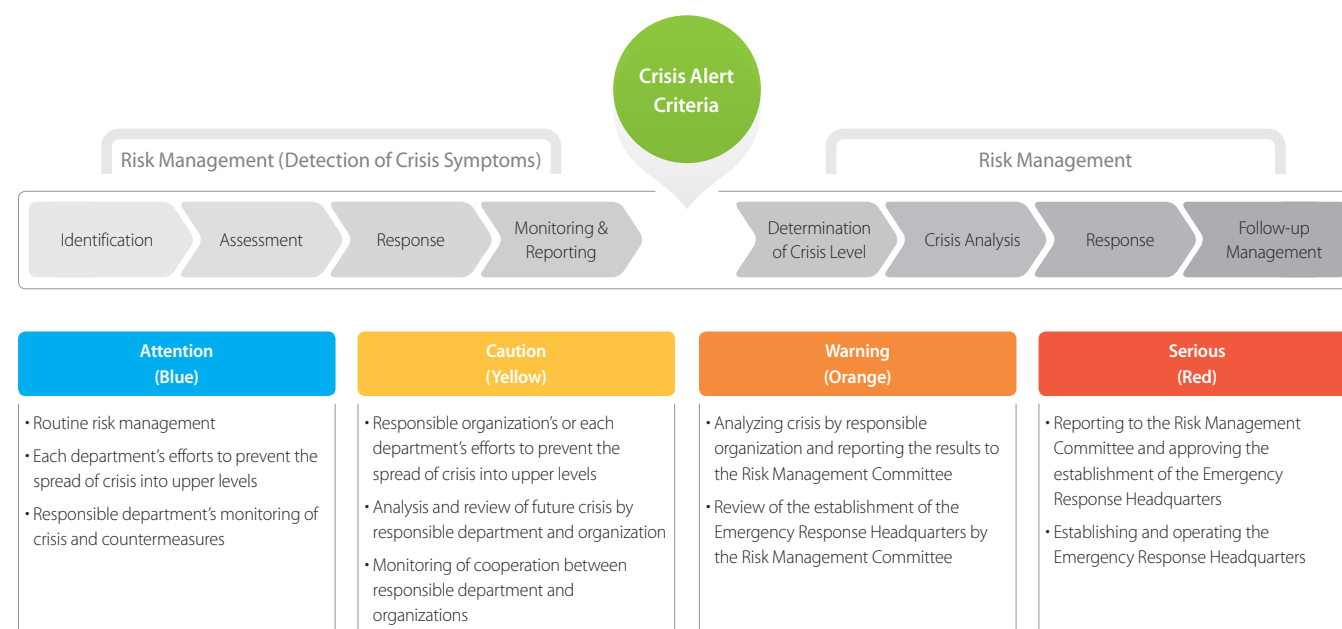 Crisis Alert
Criteria
Risk Management (Detection of Crisis Symptoms)
Risk Management
Identification
Assessment
Response
Monitoring &
Reporting
Determination
of Crisis Level
Crisis Analysis
Response
Follow-up
Management
Attention
(Blue)
• Routine risk management
• Each department's efforts to prevent the
spread of crisis into upper levels
• Responsible department's monitoring of
crisis and countermeasures
Caution
(Yellow)
• Responsible organization's or each
department's efforts to prevent the
spread of crisis into upper levels
• Analysis and review of future crisis by
responsible department and organization
• Monitoring of cooperation between
responsible department and
organizations
Warning
(Orange)
• Analyzing crisis by responsible
organization and reporting the results to
the Risk Management Committee
• Review of the establishment of the
Emergency Response Headquarters by
the Risk Management Committee
Serious
(Red)
• Reporting to the Risk Management
Committee and approving the
establishment of the Emergency
Response Headquarters
• Establishing and operating the
Emergency Response Headquarters